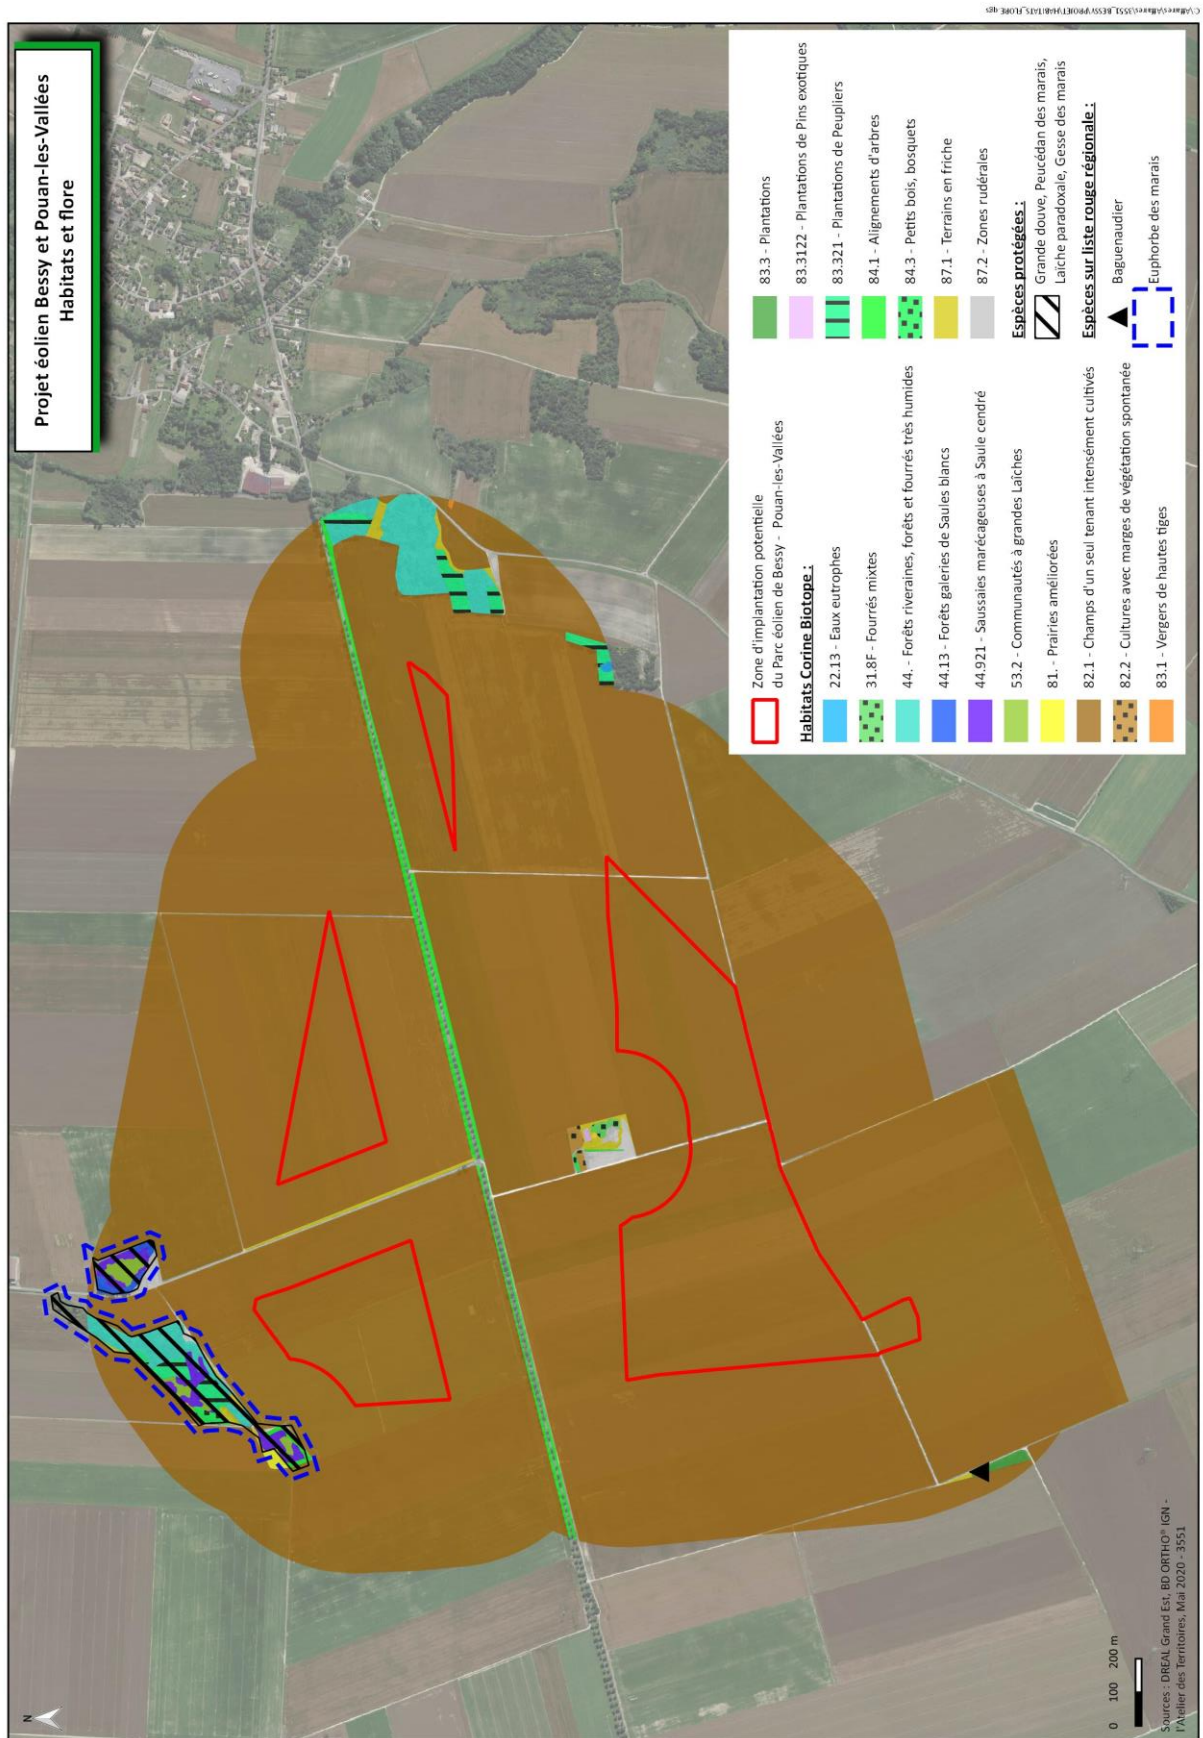 C:\Affaires\Affaires\3551_BESSY\PROJET\HABITATS_FLORE.qgs
Projet éolien Bessy et Pouan-les-Vallées
Habitats et flore
N
Zone d'implantation potentielle
du Parc éolien de Bessy - Pouan-les-Vallées
Habitats Corine Biotope :
22.13 - Eaux eutrophes
31.8F - Fourrés mixtes
44. - Forêts riveraines, forêts et fourrés très humides
44.13 - Forêts galeries de Saules blancs
44.921 - Saussaies marécageuses à Saule cendré
53.2 - Communautés à grandes Laîches
81. - Prairies améliorées
82.1 - Champs d'un seul tenant intensément cultivés
82.2 - Cultures avec marges de végétation spontanée
83.1 - Vergers de hautes tiges
83.3 - Plantations
83.3122 - Plantations de Pins exotiques
83.321 - Plantations de Peupliers
84.1 - Alignements d'arbres
84.3 - Petits bois, bosquets
87.1 - Terrains en friche
87.2 - Zones rudérales
Espèces protégées :
Grande douve, Peucédan des marais,
Laîche paradoxale, Gesse des marais
Espèces sur liste rouge régionale :
Baguenaudier
Euphorbe des marais
0 100 200 m
Sources : DREAL Grand Est, BD ORTHO® IGN -
l'Atelier des Territoires, Mai 2020 - 3551